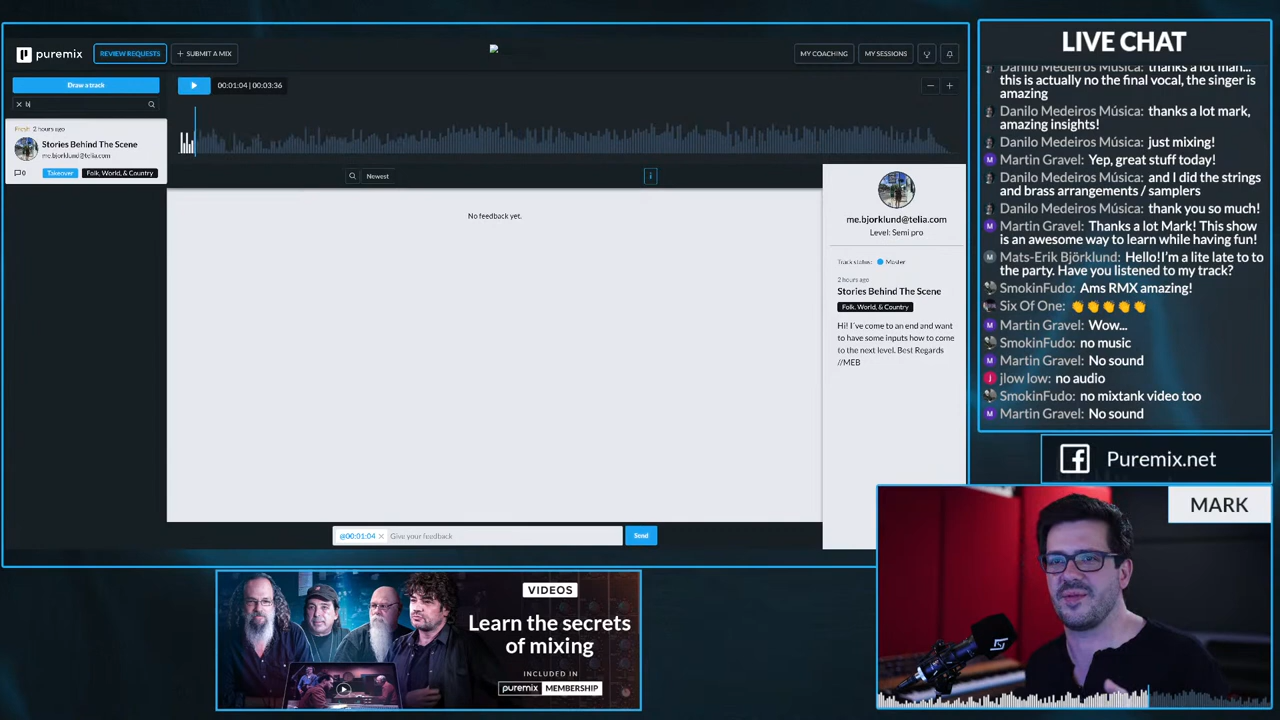 puremix
REVIEW REQUESTS
+ SUBMIT A MIX
MY COACHING
MY SESSIONS
Draw a track
00:01:04 | 00:03:36
✕ bj
Fresh 2 hours ago
Stories Behind The Scene
me.bjorklund@telia.com
0
Takeover
Folk, World, & Country
Newest
i
No feedback yet.
me.bjorklund@telia.com
Level: Semi pro
Track status: Master
2 hours ago
Stories Behind The Scene
Folk, World, & Country
Hi! I´ve come to an end and want
to have some inputs how to come
to the next level. Best Regards
//MEB
@00:01:04 ✕
Give your feedback
Send
LIVE CHAT
Danilo Medeiros Música: thanks a lot man...
this is actually no the final vocal, the singer is
amazing
Danilo Medeiros Música: thanks a lot mark,
amazing insights!
Danilo Medeiros Música: just mixing!
M Martin Gravel: Yep, great stuff today!
Danilo Medeiros Música: and I did the strings
and brass arrangements / samplers
Danilo Medeiros Música: thank you so much!
M Martin Gravel: Thanks a lot Mark! This show
is an awesome way to learn while having fun!
M Mats-Erik Björklund: Hello!I'm a lite late to to
the party. Have you listened to my track?
SmokinFudo: Ams RMX amazing!
Six Of One: 👏👏👏👏👏
M Martin Gravel: Wow...
SmokinFudo: no music
M Martin Gravel: No sound
j jlow low: no audio
SmokinFudo: no mixtank video too
M Martin Gravel: No sound
Puremix.net
MARK
VIDEOS
Learn the secrets
of mixing
INCLUDED IN
puremix MEMBERSHIP